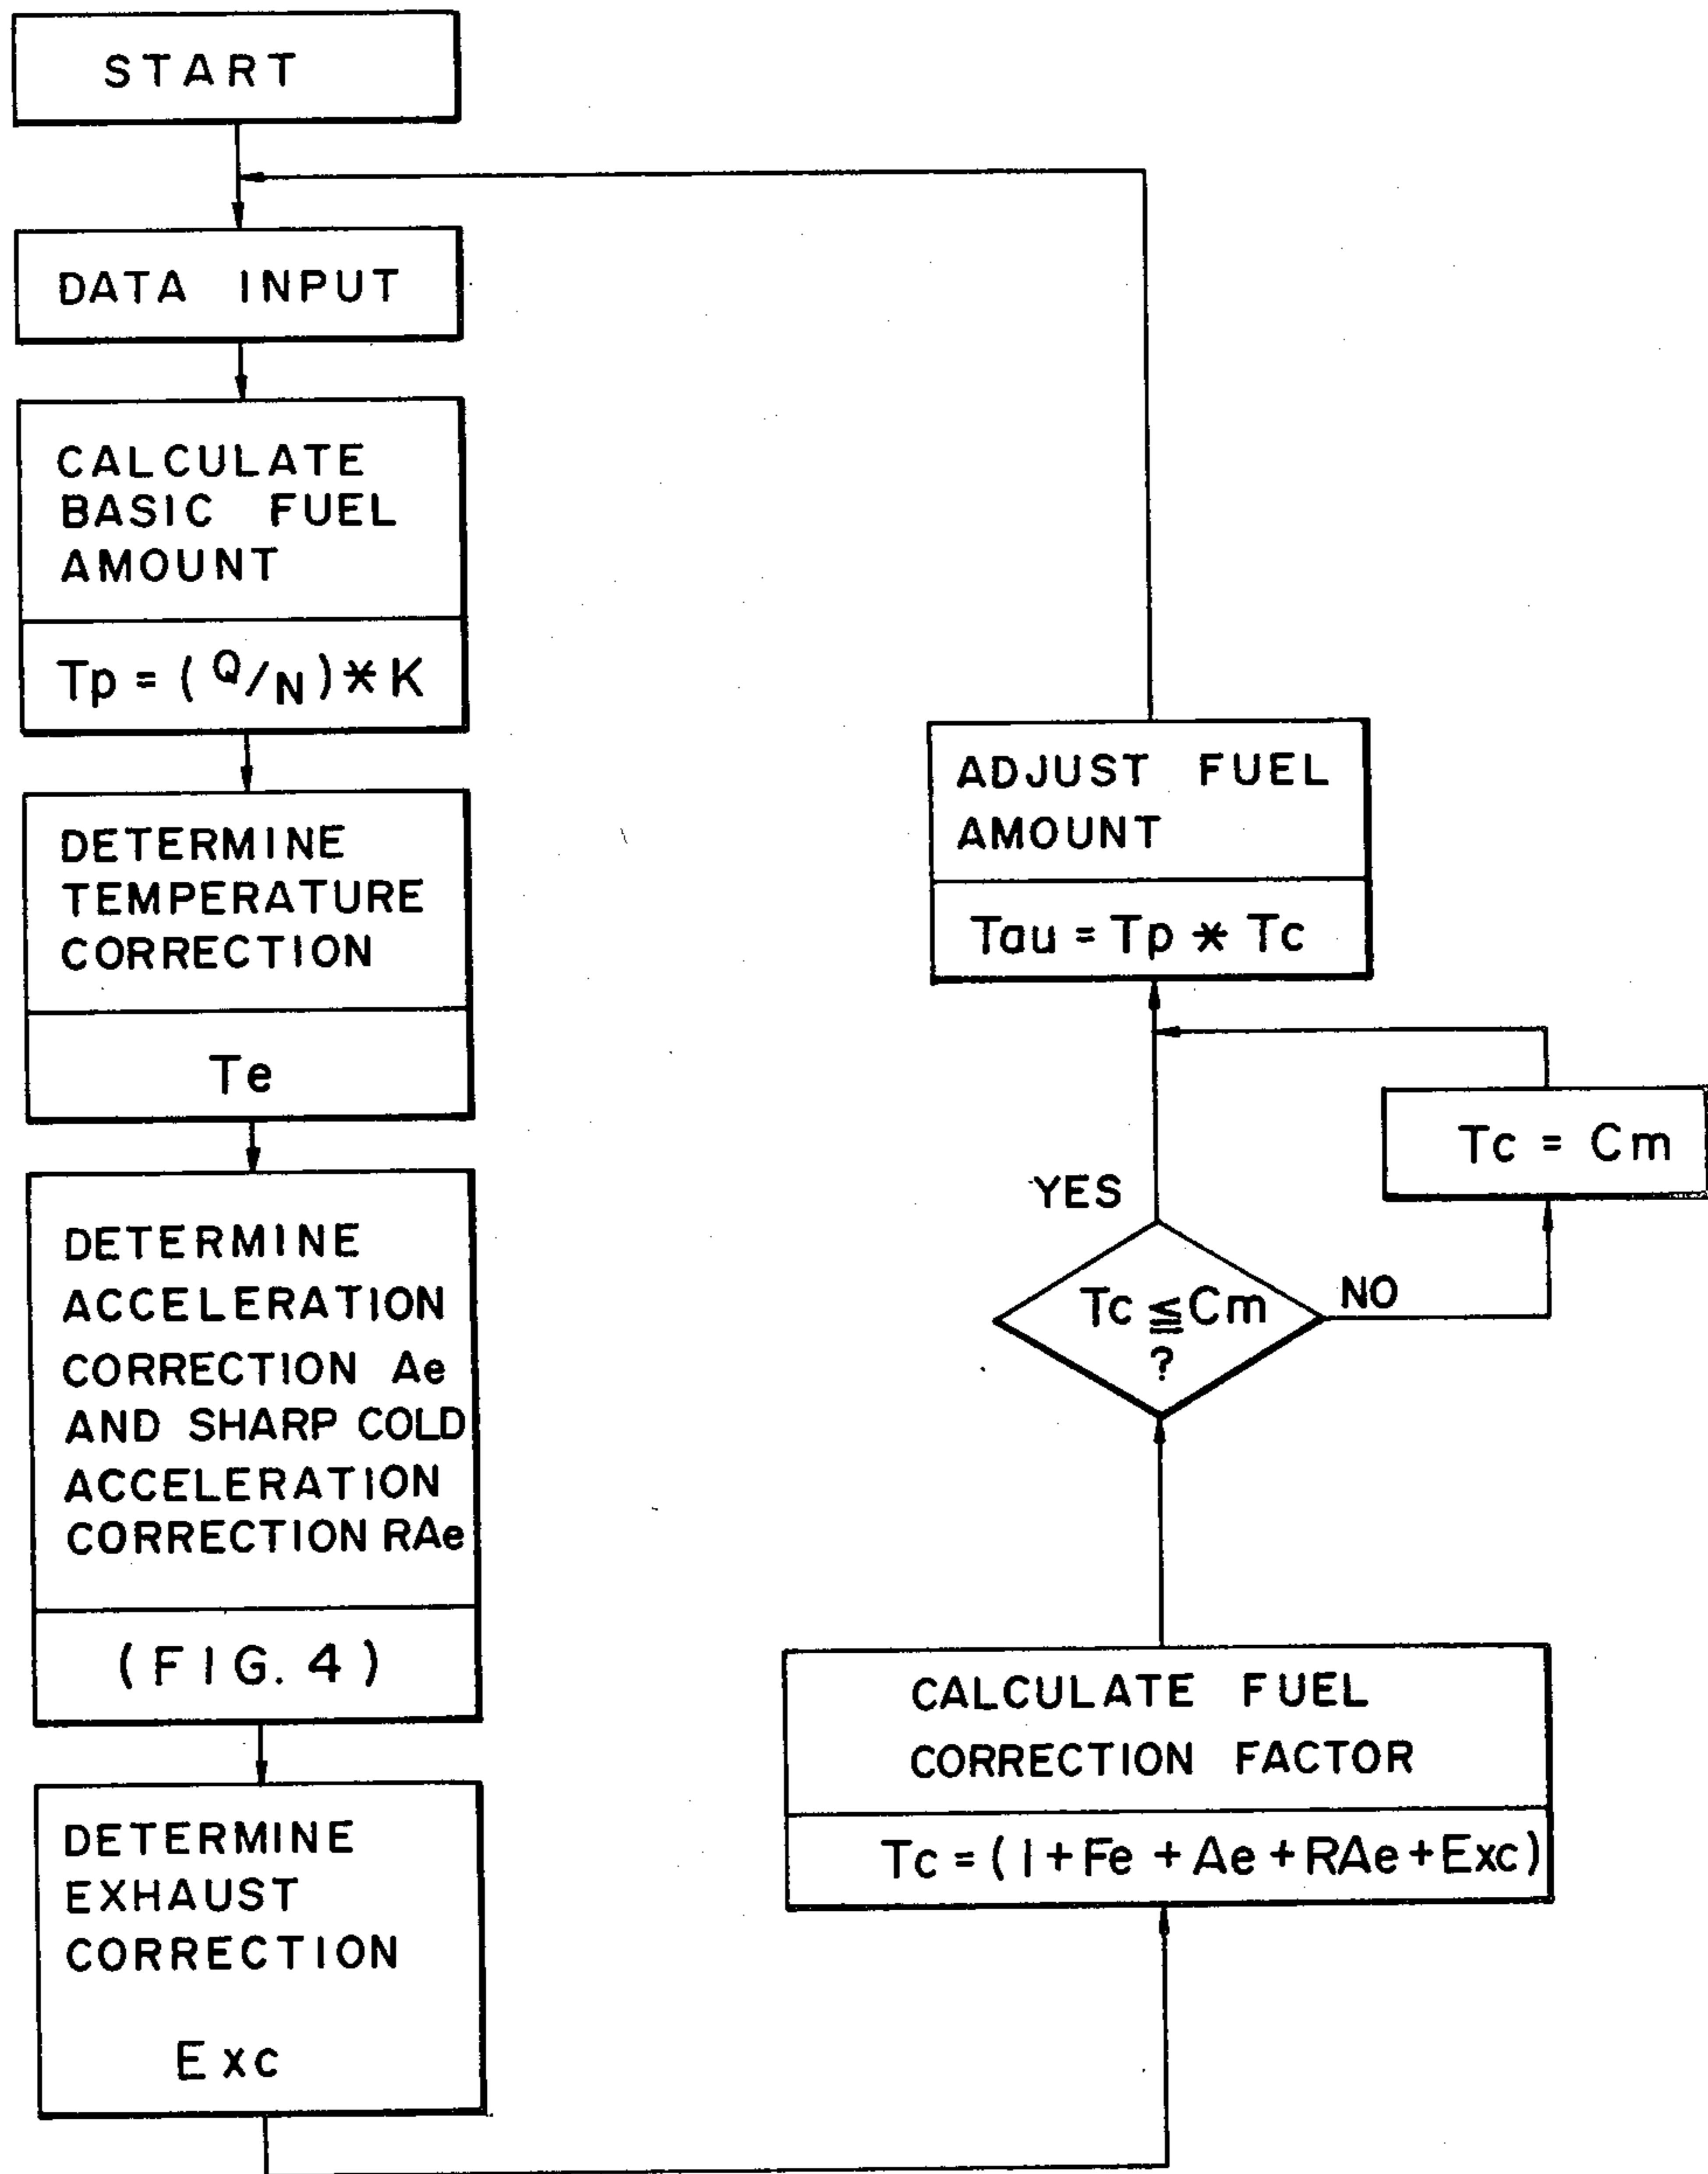 START
DATA INPUT
CALCULATE
BASIC FUEL
AMOUNT
Tp = (Q/N) * K
DETERMINE
TEMPERATURE
CORRECTION
Te
DETERMINE
ACCELERATION
CORRECTION Ae
AND SHARP COLD
ACCELERATION
CORRECTION RAe
(FIG. 4)
DETERMINE
EXHAUST
CORRECTION
Exc
CALCULATE FUEL
CORRECTION FACTOR
Tc = (1 + Fe + Ae + RAe + Exc)
Tc ≦ Cm
?
YES
NO
Tc = Cm
ADJUST FUEL
AMOUNT
Tau = Tp * Tc